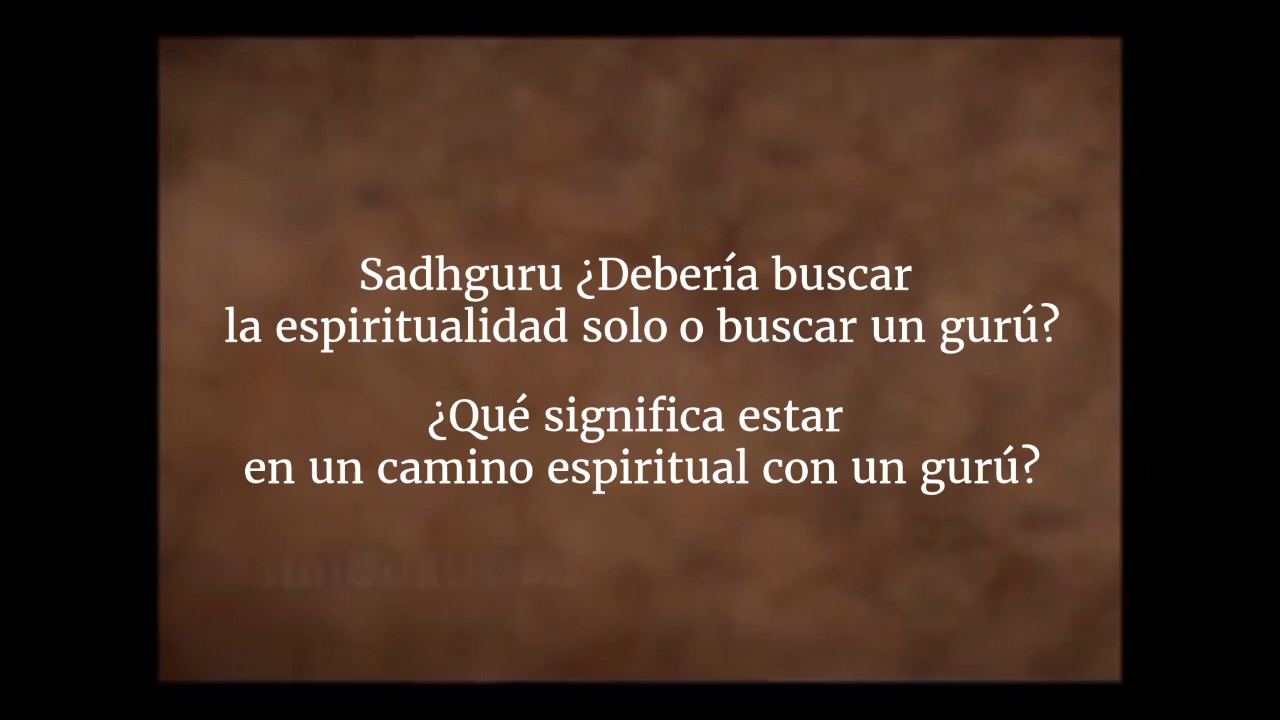 Sadhguru ¿Debería buscar
la espiritualidad solo o buscar un gurú?
¿Qué significa estar
en un camino espiritual con un gurú?